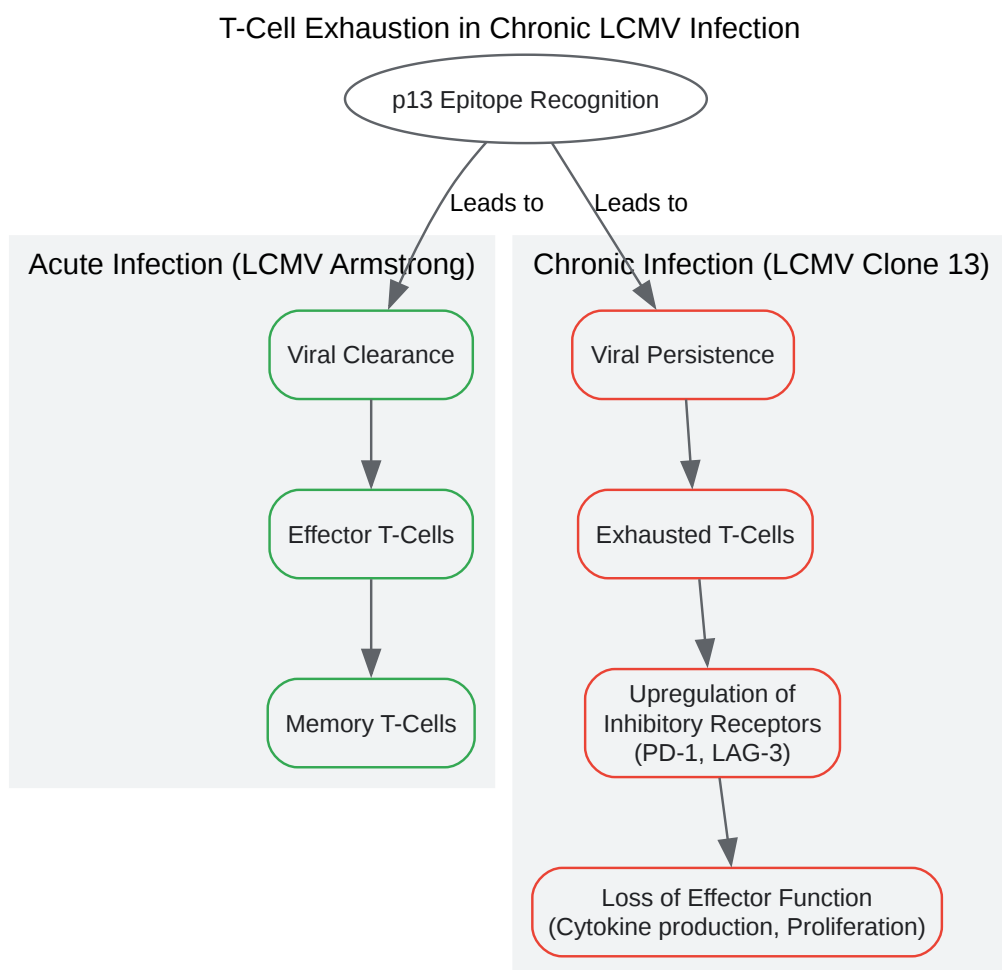 T-Cell Exhaustion in Chronic LCMV Infection
p13 Epitope Recognition
Leads to
Leads to
Acute Infection (LCMV Armstrong)
Viral Clearance
Effector T-Cells
Memory T-Cells
Chronic Infection (LCMV Clone 13)
Viral Persistence
Exhausted T-Cells
Upregulation of
Inhibitory Receptors
(PD-1, LAG-3)
Loss of Effector Function
(Cytokine production, Proliferation)